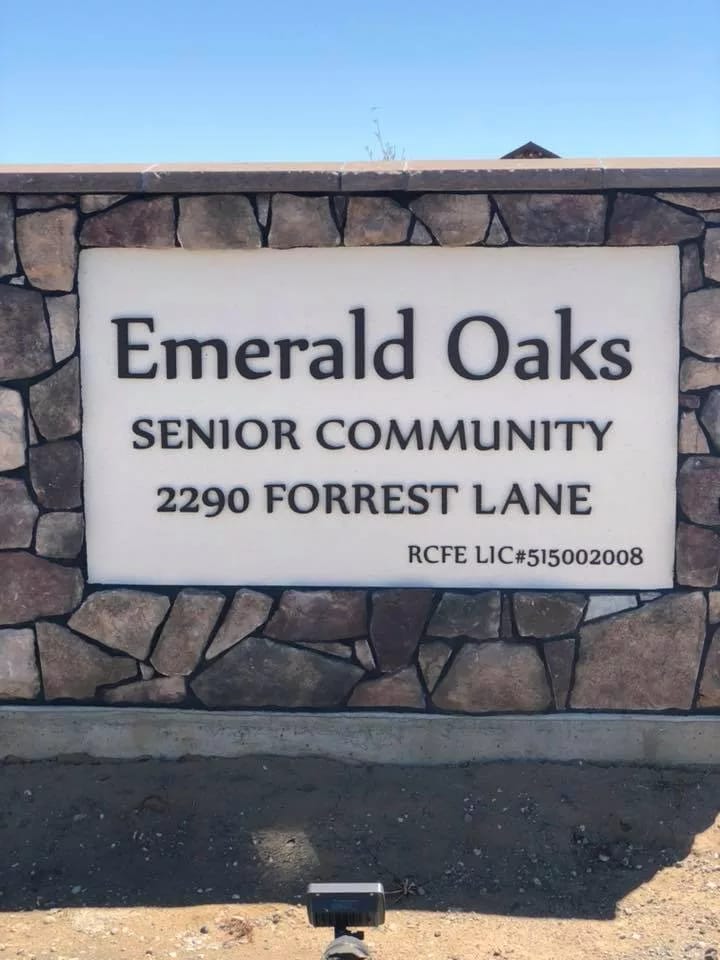 Emerald Oaks
SENIOR COMMUNITY
2290 FORREST LANE
RCFE LIC#515002008